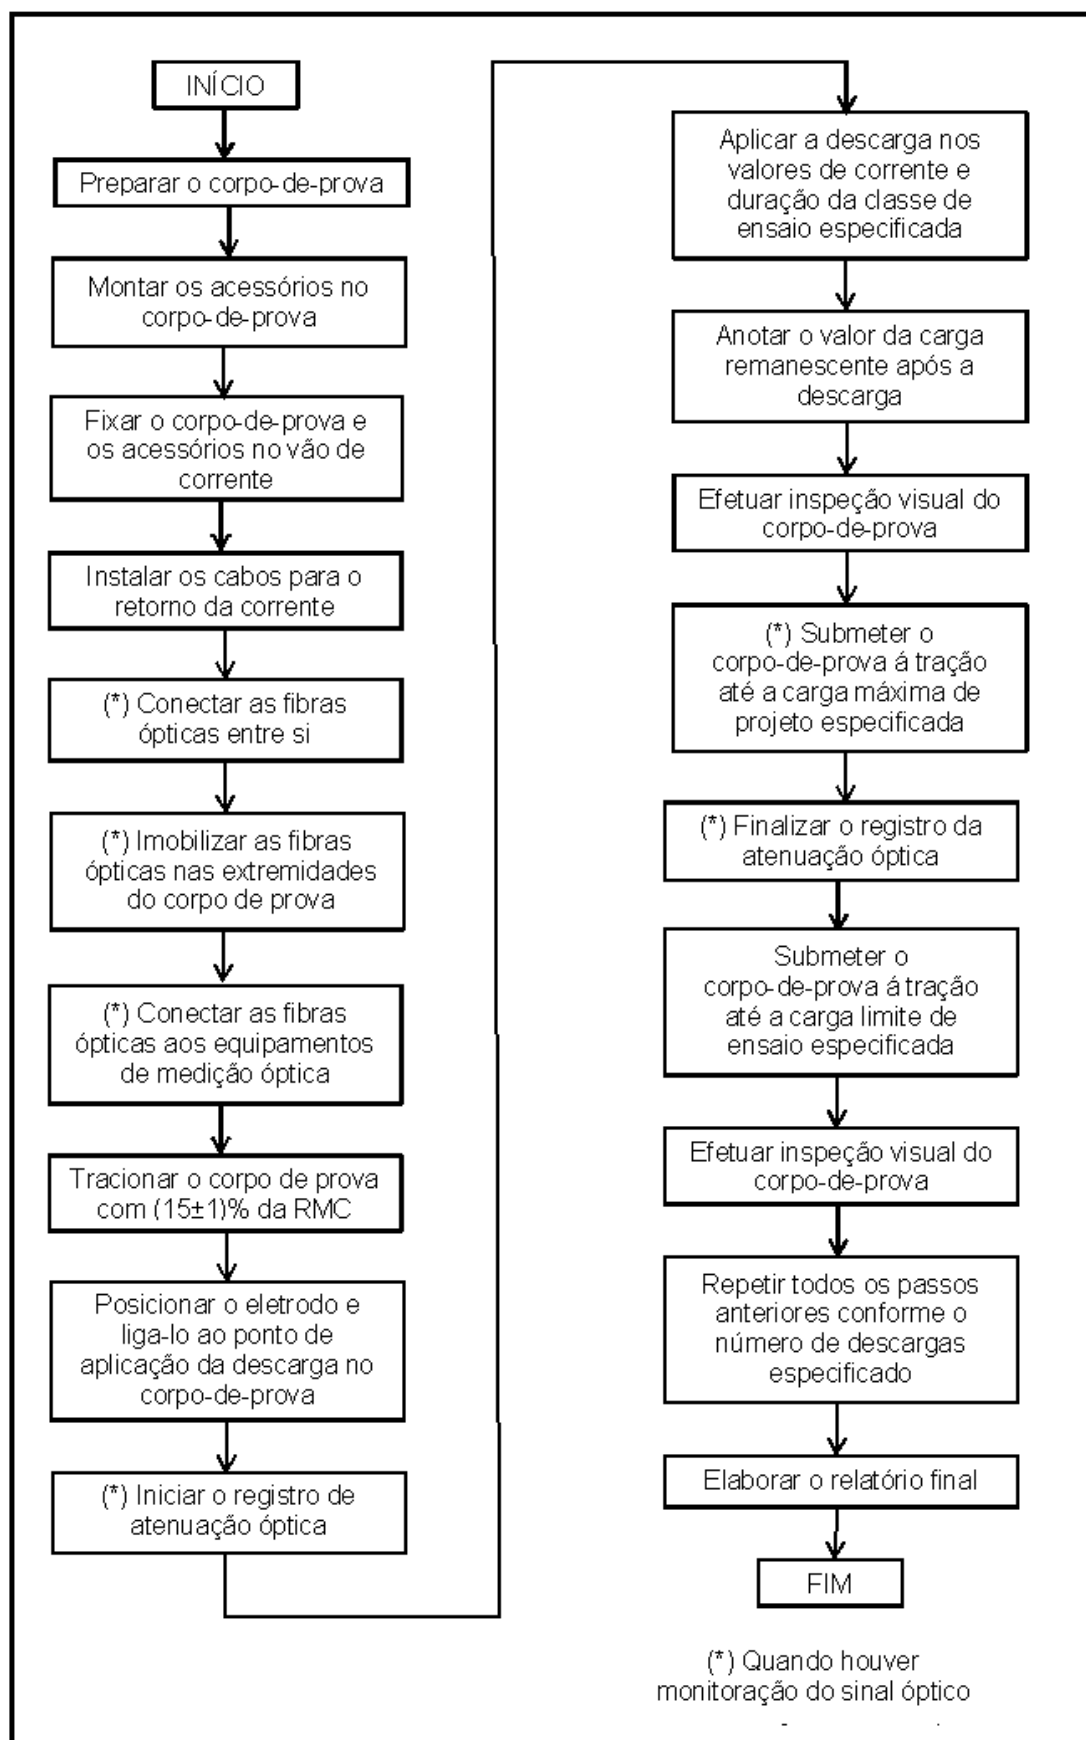 INÍCIO
Preparar o corpo-de-prova
Montar os acessórios no
corpo-de-prova
Fixar o corpo-de-prova e
os acessórios no vão de
corrente
Instalar os cabos para o
retorno da corrente
(*) Conectar as fibras
ópticas entre si
(*) Imobilizar as fibras
ópticas nas extremidades
do corpo de prova
(*) Conectar as fibras
ópticas aos equipamentos
de medição óptica
Tracionar o corpo de prova
com (15±1)% da RMC
Posicionar o eletrodo e
liga-lo ao ponto de
aplicação da descarga no
corpo-de-prova
(*) Iniciar o registro de
atenuação óptica
Aplicar a descarga nos
valores de corrente e
duração da classe de
ensaio especificada
Anotar o valor da carga
remanescente após a
descarga
Efetuar inspeção visual do
corpo-de-prova
(*) Submeter o
corpo-de-prova á tração
até a carga máxima de
projeto especificada
(*) Finalizar o registro da
atenuação óptica
Submeter o
corpo-de-prova á tração
até a carga limite de
ensaio especificada
Efetuar inspeção visual do
corpo-de-prova
Repetir todos os passos
anteriores conforme o
número de descargas
especificado
Elaborar o relatório final
FIM
(*) Quando houver
monitoração do sinal óptico